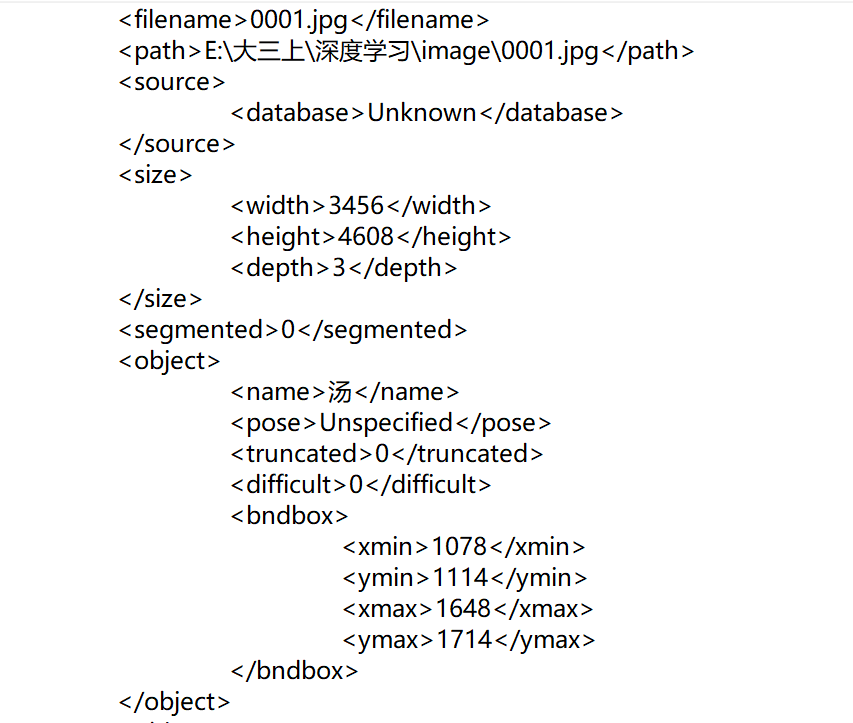 <filename>0001.jpg</filename>
<path>E:\大三上\深度学习\image\0001.jpg</path>
<source>
<database>Unknown</database>
</source>
<size>
<width>3456</width>
<height>4608</height>
<depth>3</depth>
</size>
<segmented>0</segmented>
<object>
<name>汤</name>
<pose>Unspecified</pose>
<truncated>0</truncated>
<difficult>0</difficult>
<bndbox>
<xmin>1078</xmin>
<ymin>1114</ymin>
<xmax>1648</xmax>
<ymax>1714</ymax>
</bndbox>
</object>